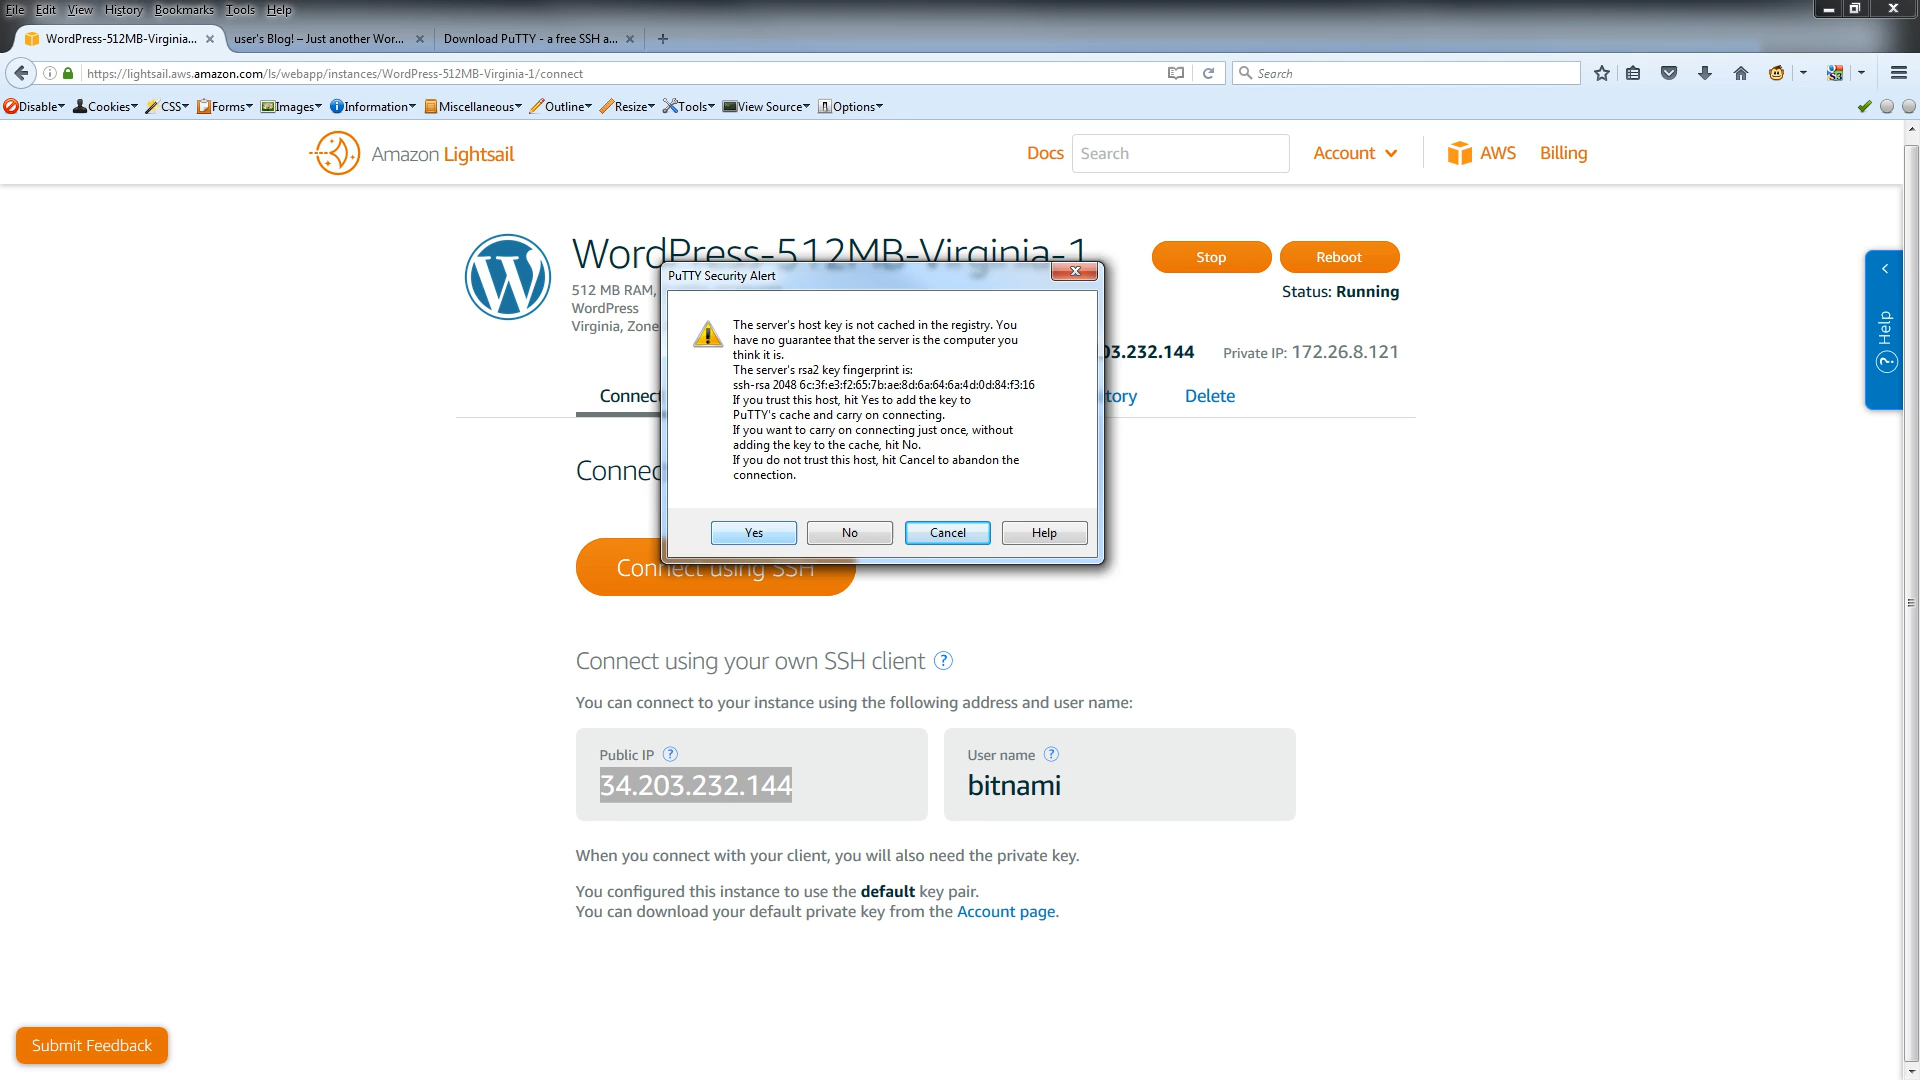 File Edit View History Bookmarks Tools Help
WordPress-512MB-Virginia...
user's Blog! – Just another Wor...
Download PuTTY - a free SSH a...
https://lightsail.aws.amazon.com/ls/webapp/instances/WordPress-512MB-Virginia-1/connect
Search
Disable Cookies CSS Forms Images Information Miscellaneous Outline Resize Tools View Source Options
Amazon Lightsail
Docs
Search
Account
AWS
Billing
WordPress-512MB-Virginia-1
512 MB RAM,
WordPress
Virginia, Zone
Stop
Reboot
Status: Running
03.232.144
Private IP: 172.26.8.121
Connect
tory
Delete
Help
PuTTY Security Alert
The server's host key is not cached in the registry. You
have no guarantee that the server is the computer you
think it is.
The server's rsa2 key fingerprint is:
ssh-rsa 2048 6c:3f:e3:f2:65:7b:ae:8d:6a:64:6a:4d:0d:84:f3:16
If you trust this host, hit Yes to add the key to
PuTTY's cache and carry on connecting.
If you want to carry on connecting just once, without
adding the key to the cache, hit No.
If you do not trust this host, hit Cancel to abandon the
connection.
Yes
No
Cancel
Help
Connec
Connect using SSH
Connect using your own SSH client ?
You can connect to your instance using the following address and user name:
Public IP ?
34.203.232.144
User name ?
bitnami
When you connect with your client, you will also need the private key.
You configured this instance to use the default key pair.
You can download your default private key from the Account page.
Submit Feedback